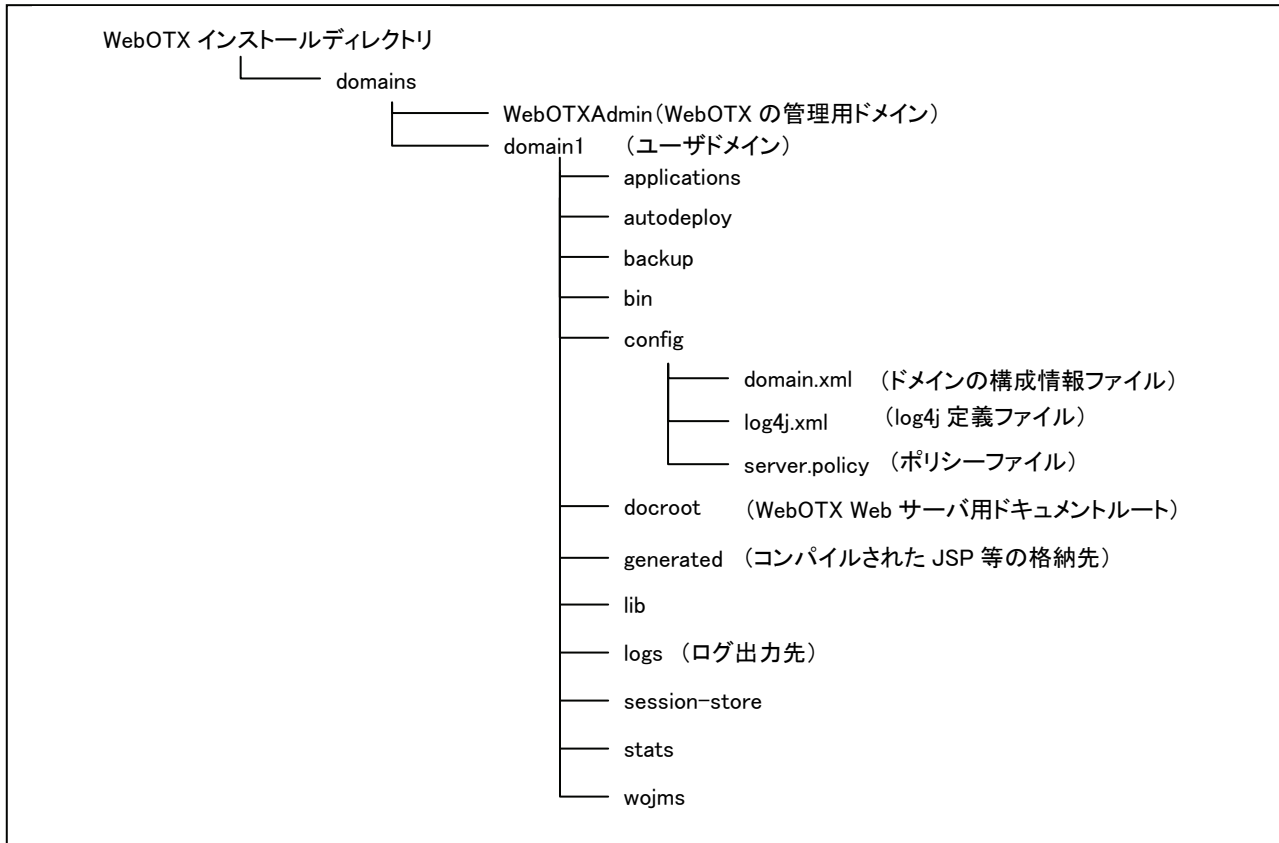 WebOTX インストールディレクトリ
domains
WebOTXAdmin（WebOTX の管理用ドメイン）
domain1 （ユーザドメイン）
applications
autodeploy
backup
bin
config
domain.xml （ドメインの構成情報ファイル）
log4j.xml （log4j 定義ファイル）
server.policy （ポリシーファイル）
docroot （WebOTX Web サーバ用ドキュメントルート）
generated （コンパイルされた JSP 等の格納先）
lib
logs （ログ出力先）
session-store
stats
wojms